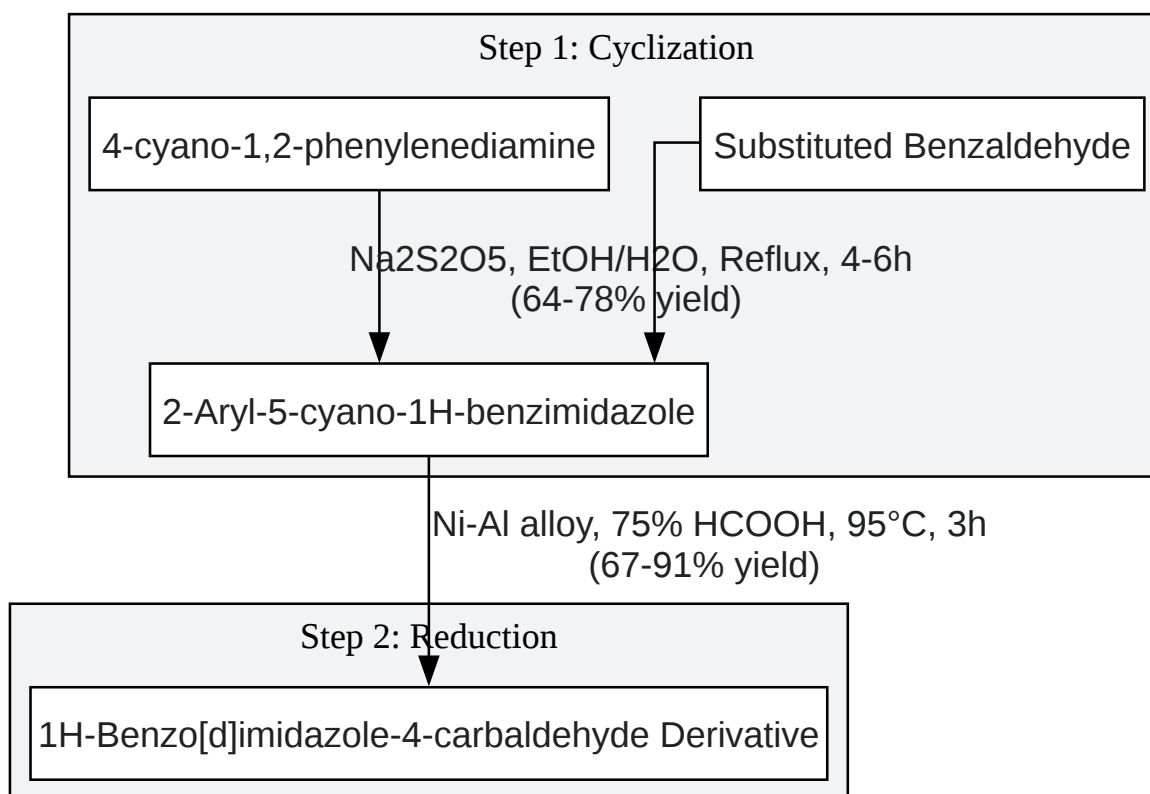 Step 1: Cyclization
4-cyano-1,2-phenylenediamine
Substituted Benzaldehyde
Na2S2O5, EtOH/H2O, Reflux, 4-6h
(64-78% yield)
2-Aryl-5-cyano-1H-benzimidazole
Ni-Al alloy, 75% HCOOH, 95°C, 3h
(67-91% yield)
Step 2: Reduction
1H-Benzo[d]imidazole-4-carbaldehyde Derivative